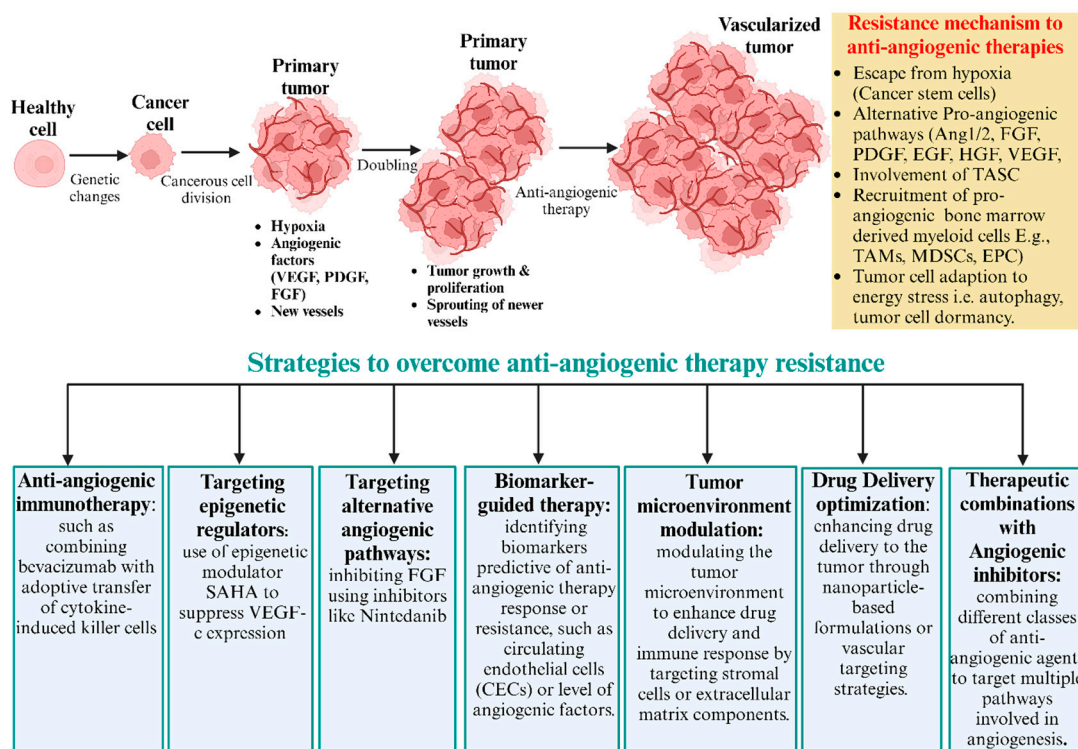 Healthy
cell
Genetic
changes
Cancer
cell
Cancerous cell
division
Primary
tumor
• Hypoxia
• Angiogenic
factors
(VEGF, PDGF,
FGF)
• New vessels
Doubling
Primary
tumor
• Tumor growth &
proliferation
• Sprouting of newer
vessels
Anti-angiogenic
therapy
Vascularized
tumor
Resistance mechanism to
anti-angiogenic therapies
• Escape from hypoxia
(Cancer stem cells)
• Alternative Pro-angiogenic
pathways (Ang1/2, FGF,
PDGF, EGF, HGF, VEGF,
• Involvement of TASC
• Recruitment of pro-
angiogenic bone marrow
derived myeloid cells E.g.,
TAMs, MDSCs, EPC)
• Tumor cell adaption to
energy stress i.e. autophagy,
tumor cell dormancy.
Strategies to overcome anti-angiogenic therapy resistance
Anti-angiogenic
immunotherapy:
such as
combining
bevacizumab with
adoptive transfer
of cytokine-
induced killer cells
Targeting
epigenetic
regulators:
use of epigenetic
modulator
SAHA to
suppress VEGF-
c expression
Targeting
alternative
angiogenic
pathways:
inhibiting FGF
using inhibitors
like Nintedanib
Biomarker-
guided therapy:
identifying
biomarkers
predictive of anti-
angiogenic therapy
response or
resistance, such as
circulating
endothelial cells
(CECs) or level of
angiogenic factors.
Tumor
microenvironment
modulation:
modulating the
tumor
microenvironment
to enhance drug
delivery and
immune response by
targeting stromal
cells or extracellular
matrix components.
Drug Delivery
optimization:
enhancing drug
delivery to the
tumor through
nanoparticle-
based
formulations or
vascular
targeting
strategies.
Therapeutic
combinations
with
Angiogenic
inhibitors:
combining
different classes
of anti-
angiogenic agent
to target multiple
pathways
involved in
angiogenesis.